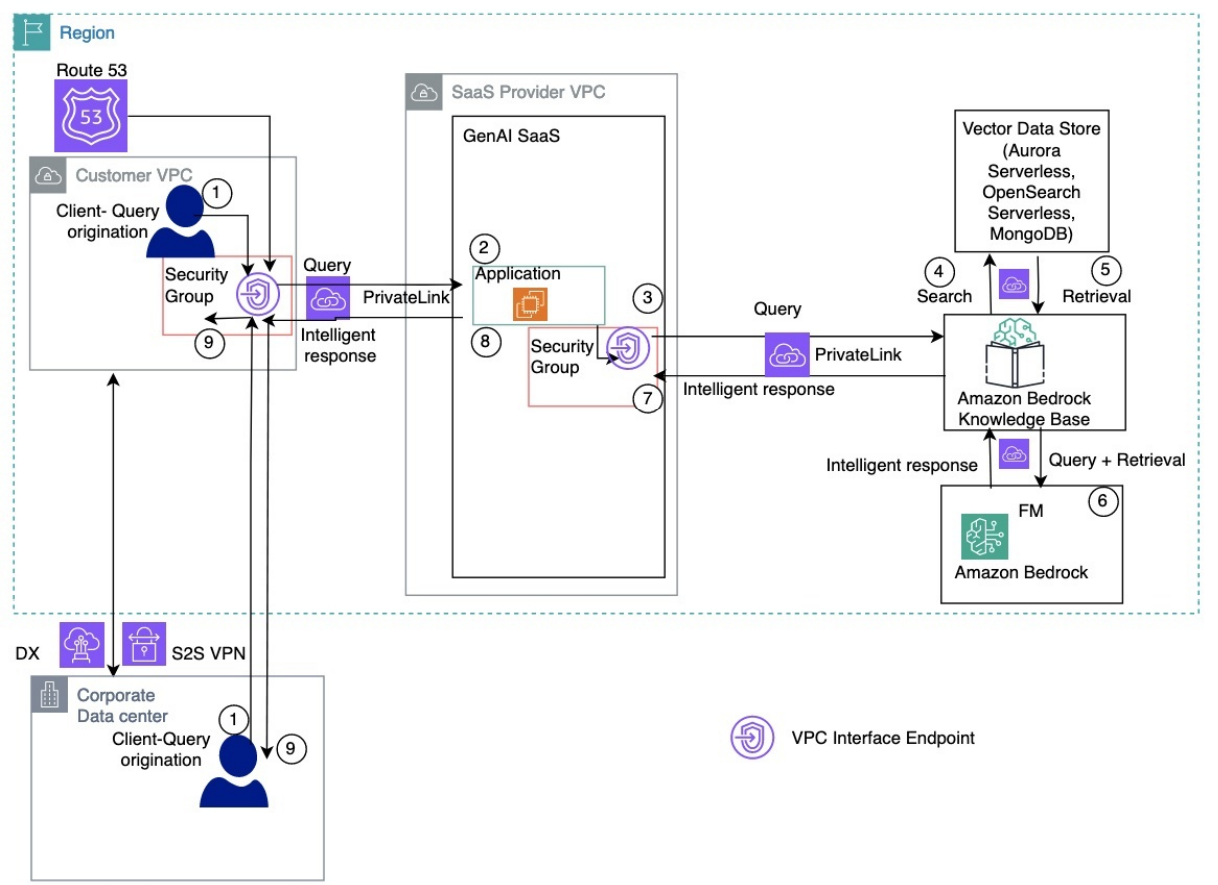 Region
Route 53
53
Customer VPC
1
Client- Query
origination
Security
Group
9
Query
PrivateLink
Intelligent
response
SaaS Provider VPC
GenAI SaaS
2
Application
8
3
Security
Group
7
Query
PrivateLink
Intelligent response
Vector Data Store
(Aurora
Serverless,
OpenSearch
Serverless,
MongoDB)
4
Search
5
Retrieval
Amazon Bedrock
Knowledge Base
Intelligent response
Query + Retrieval
6
FM
Amazon Bedrock
DX
S2S VPN
Corporate
Data center
1
Client-Query
origination
9
VPC Interface Endpoint